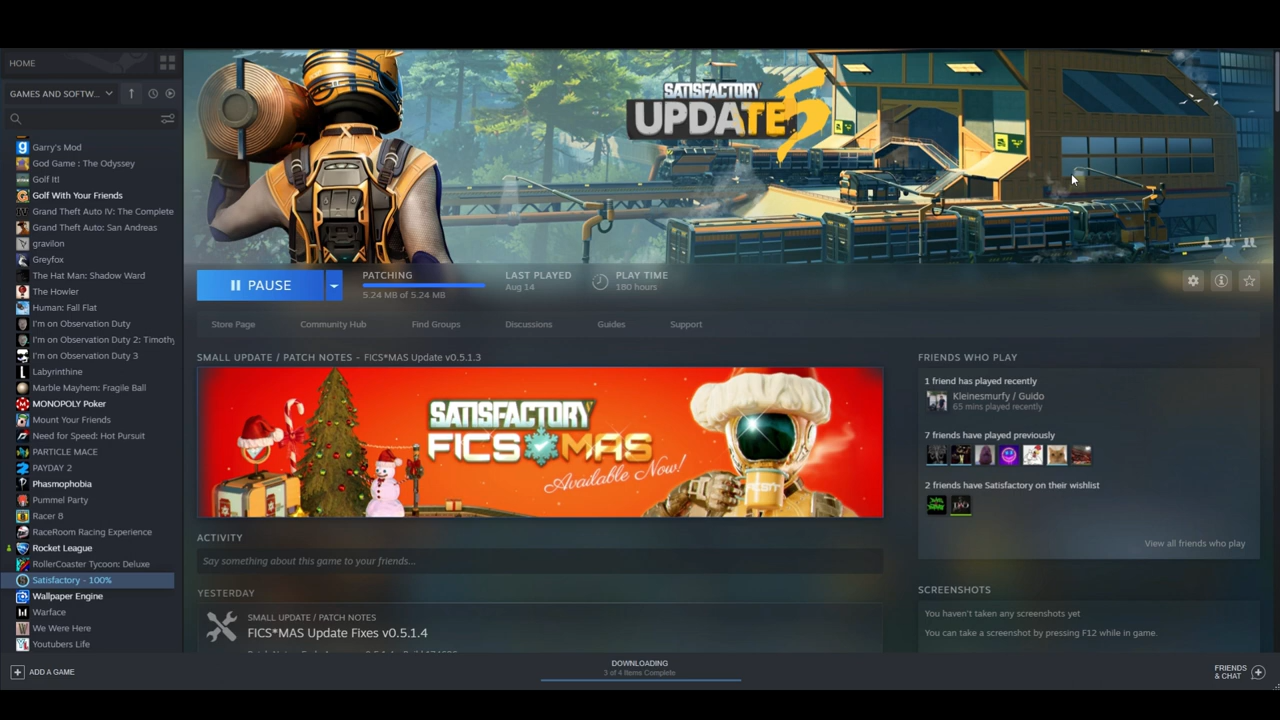 HOME
GAMES AND SOFTW...
Garry's Mod
God Game : The Odyssey
Golf It!
Golf With Your Friends
Grand Theft Auto IV: The Complete
Grand Theft Auto: San Andreas
gravilon
Greyfox
The Hat Man: Shadow Ward
The Howler
Human: Fall Flat
I'm on Observation Duty
I'm on Observation Duty 2: Timothy
I'm on Observation Duty 3
Labyrinthine
Marble Mayhem: Fragile Ball
MONOPOLY Poker
Mount Your Friends
Need for Speed: Hot Pursuit
PARTICLE MACE
PAYDAY 2
Phasmophobia
Pummel Party
Racer 8
RaceRoom Racing Experience
Rocket League
RollerCoaster Tycoon: Deluxe
Satisfactory - 100%
Wallpaper Engine
Warface
We Were Here
Youtubers Life
ADD A GAME
SATISFACTORY
UPDATE 5
PAUSE
PATCHING
5.24 MB of 5.24 MB
LAST PLAYED
Aug 14
PLAY TIME
180 hours
Store Page
Community Hub
Find Groups
Discussions
Guides
Support
SMALL UPDATE / PATCH NOTES - FICS*MAS Update v0.5.1.3
SATISFACTORY
FICS MAS
Available Now!
FICSIT
ACTIVITY
Say something about this game to your friends...
YESTERDAY
SMALL UPDATE / PATCH NOTES
FICS*MAS Update Fixes v0.5.1.4
FRIENDS WHO PLAY
1 friend has played recently
Kleinesmurfy / Guido
65 mins played recently
7 friends have played previously
2 friends have Satisfactory on their wishlist
View all friends who play
SCREENSHOTS
You haven't taken any screenshots yet
You can take a screenshot by pressing F12 while in game.
DOWNLOADING
3 of 4 Items Complete
FRIENDS
& CHAT